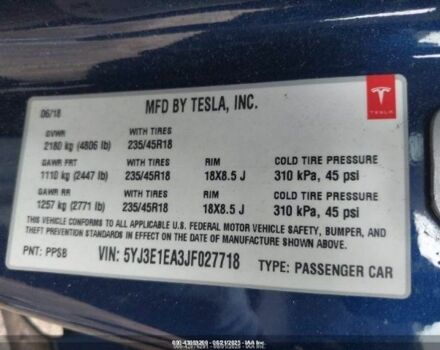 06/18 MFD BY TESLA, INC.
TESLA
GVWR WITH TIRES
2180 kg (4806 lb) 235/45R18
GAWR FRT WITH TIRES RIM COLD TIRE PRESSURE
1110 kg (2447 lb) 235/45R18 18X8.5 J 310 kPa, 45 psi
GAWR RR WITH TIRES RIM COLD TIRE PRESSURE
1257 kg (2771 lb) 235/45R18 18X8.5 J 310 kPa, 45 psi
THIS VEHICLE CONFORMS TO ALL APPLICABLE U.S. FEDERAL MOTOR VEHICLE SAFETY, BUMPER, AND
THEFT PREVENTION STANDARDS IN EFFECT ON THE DATE OF MANUFACTURE SHOWN ABOVE.
PNT: PPSB VIN: 5YJ3E1EA3JF027718 TYPE: PASSENGER CAR